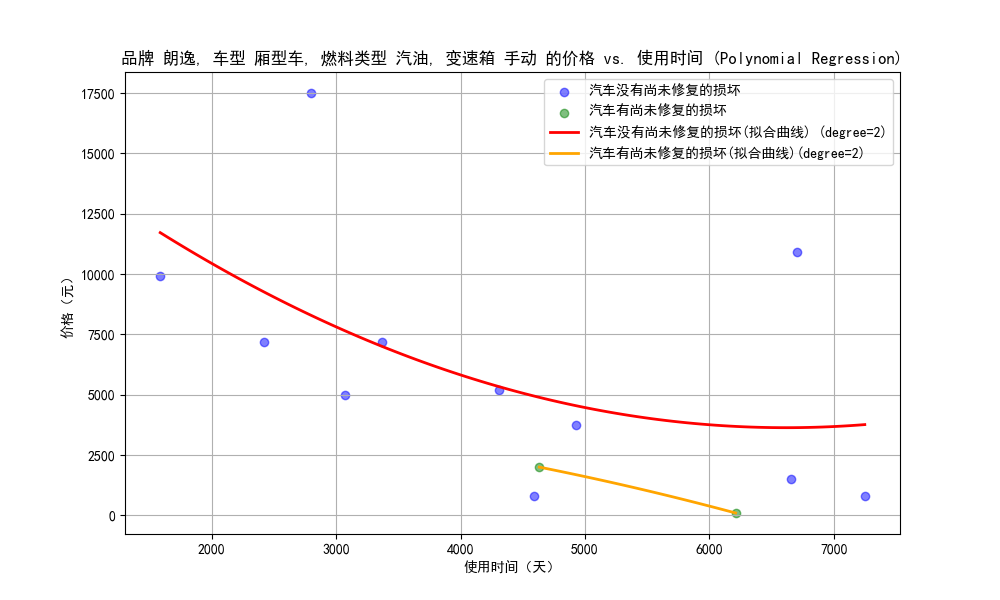 品牌 朗逸, 车型 厢型车, 燃料类型 汽油, 变速箱 手动 的价格 vs. 使用时间 (Polynomial Regression)
汽车没有尚未修复的损坏
汽车有尚未修复的损坏
汽车没有尚未修复的损坏(拟合曲线) (degree=2)
汽车有尚未修复的损坏(拟合曲线)(degree=2)
价格（元）
17500
15000
12500
10000
7500
5000
2500
0
2000 3000 4000 5000 6000 7000
使用时间（天）